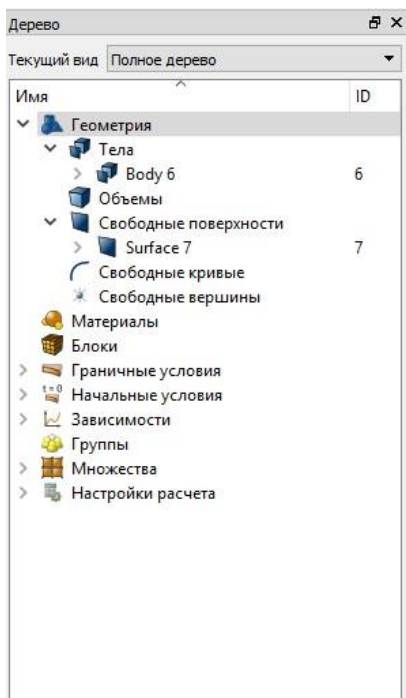 Дерево
Текущий вид Полное дерево
Имя ID
Геометрия
Тела
Body 6 6
Объемы
Свободные поверхности
Surface 7 7
Свободные кривые
Свободные вершины
Материалы
Блоки
Граничные условия
t=0 Начальные условия
Зависимости
Группы
Множества
Настройки расчета